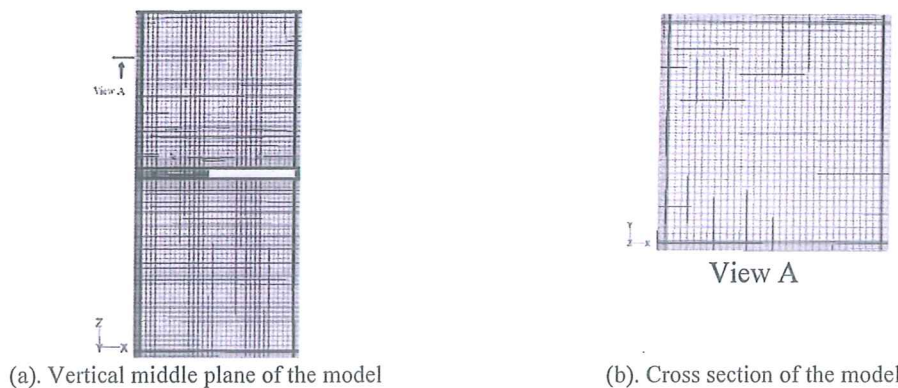 View A
Z
Y X
(a). Vertical middle plane of the model
Y
Z X
View A
(b). Cross section of the model